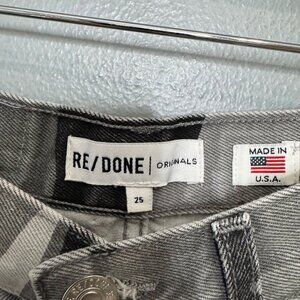 RE/DONE | ORIGINALS
25
MADE IN
U.S.A.